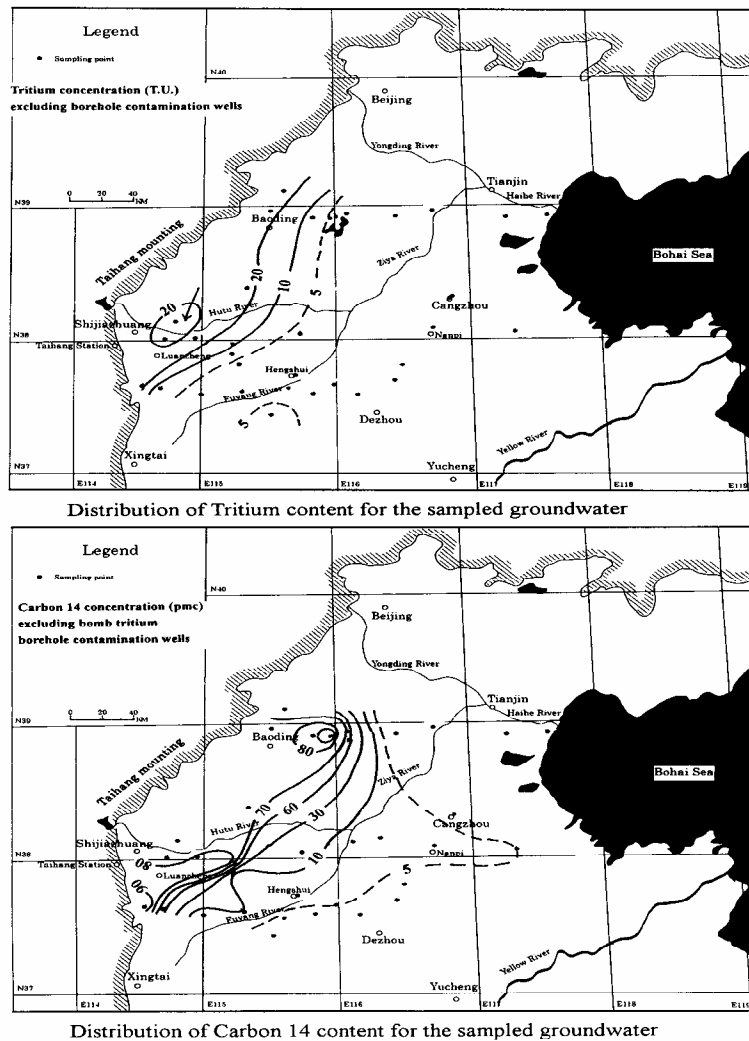 Legend
Sampling point
Tritium concentration (T.U.)
excluding borehole contamination wells
0 20 40
KM
N40
Beijing
Yongding River
Tianjin
Haihe River
N39
Baoding
Taihang mounting
Ziya River
Bohai Sea
20
10
5
20
Hutu River
Cangzhou
Shijiazhuang
N38
Nanpi
Taihang Station
Luancheng
Hengshui
Fuyang River
5
Dezhou
Yellow River
Xingtai
Yucheng
N37
E114
E115
E116
E117
E118
E119
Distribution of Tritium content for the sampled groundwater
Legend
Sampling point
Carbon 14 concentration (pmc)
excluding bomb tritium
borehole contamination wells
0 20 40
KM
N40
Beijing
Yongding River
Tianjin
Haihe River
N39
Baoding
80
Taihang mounting
Ziya River
Bohai Sea
70
60
30
10
Hutu River
Cangzhou
Shijiazhuang
N38
Nanpi
Taihang Station
80
Luancheng
5
90
Hengshui
Fuyang River
Dezhou
Yellow River
Xingtai
Yucheng
N37
E114
E115
E116
E117
E118
E119
Distribution of Carbon 14 content for the sampled groundwater